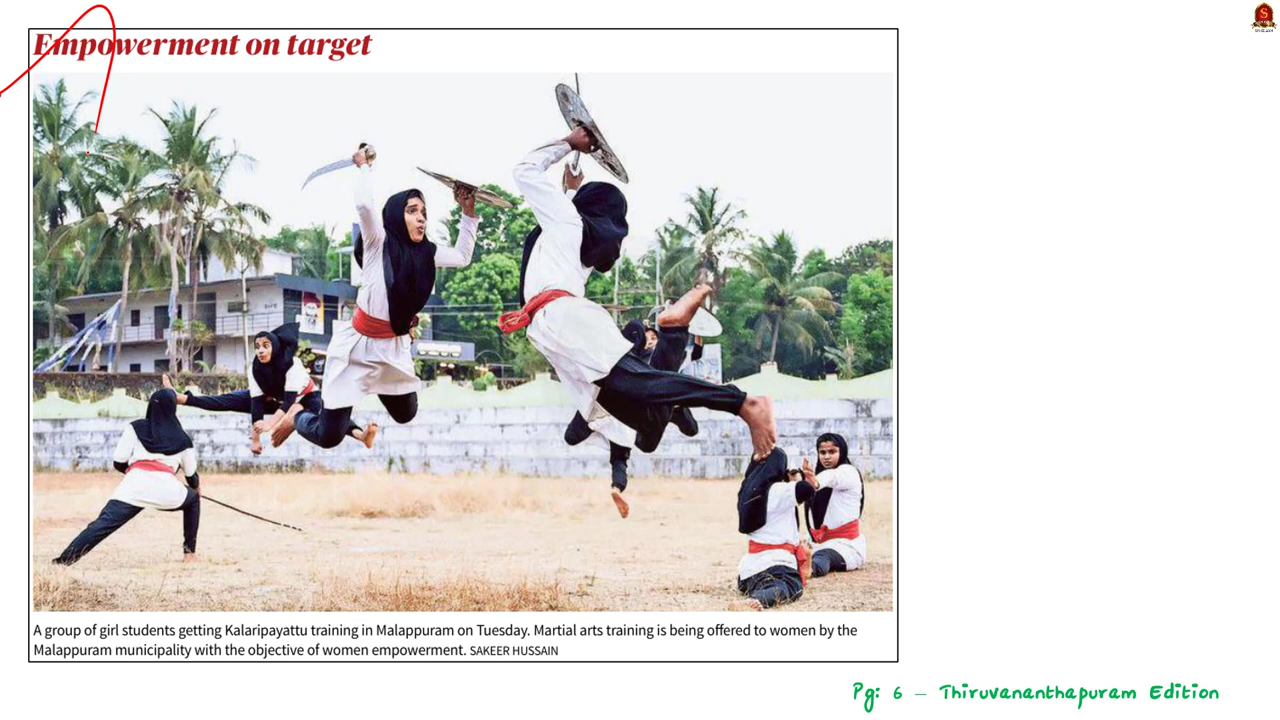 Empowerment on target
A group of girl students getting Kalaripayattu training in Malappuram on Tuesday. Martial arts training is being offered to women by the
Malappuram municipality with the objective of women empowerment. SAKEER HUSSAIN
Pg: 6 – Thiruvananthapuram Edition